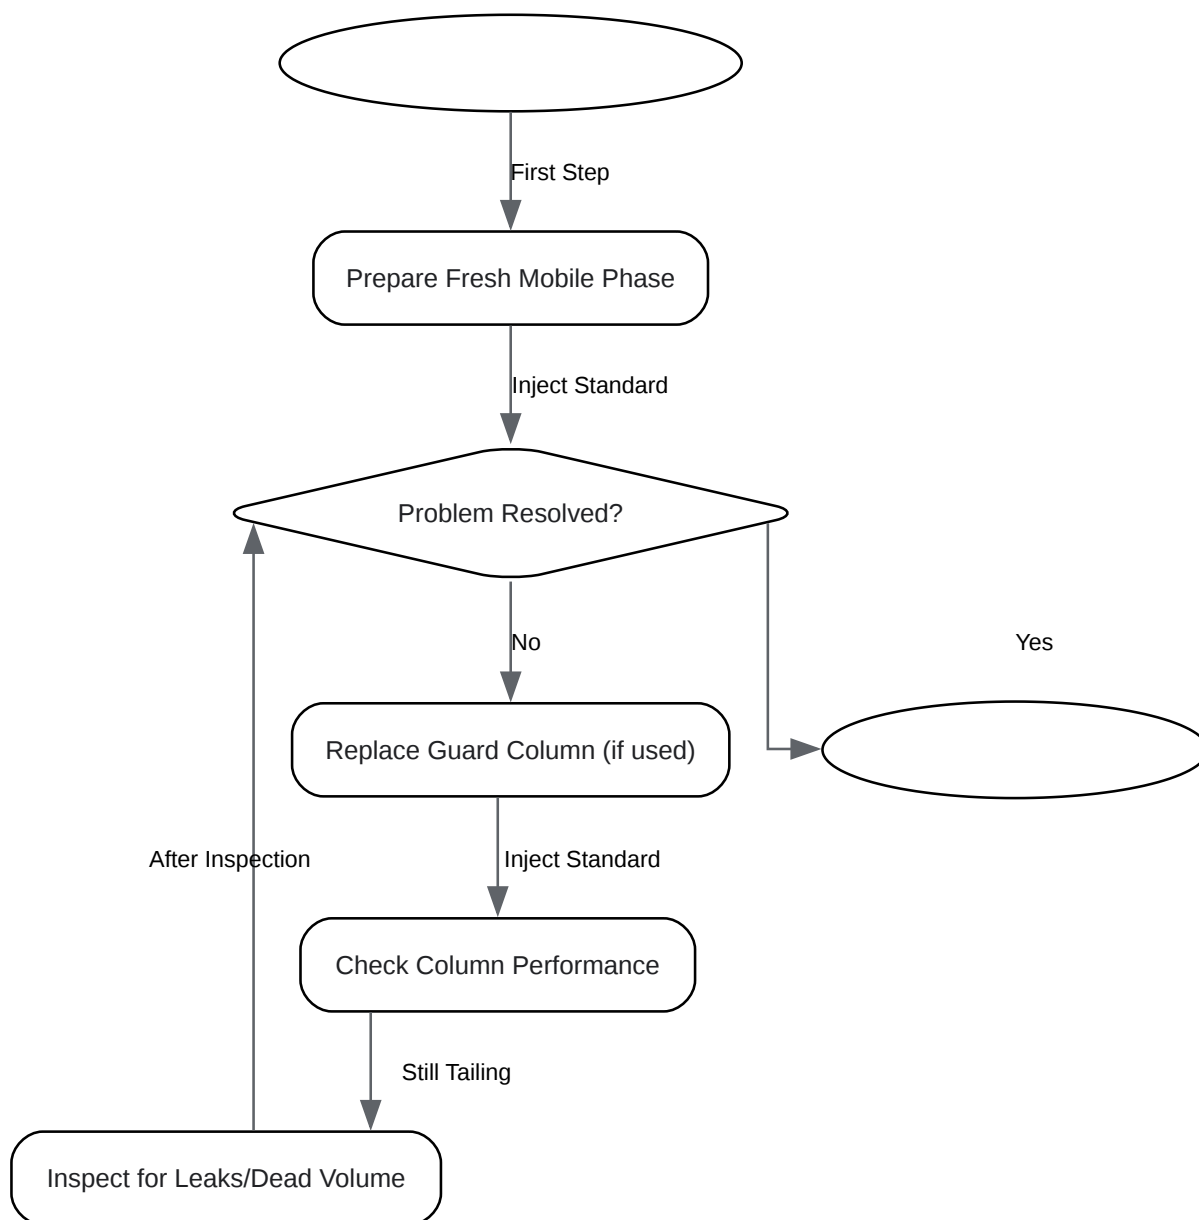 First Step
Prepare Fresh Mobile Phase
Inject Standard
Problem Resolved?
No
Yes
Replace Guard Column (if used)
After Inspection
Inject Standard
Check Column Performance
Still Tailing
Inspect for Leaks/Dead Volume